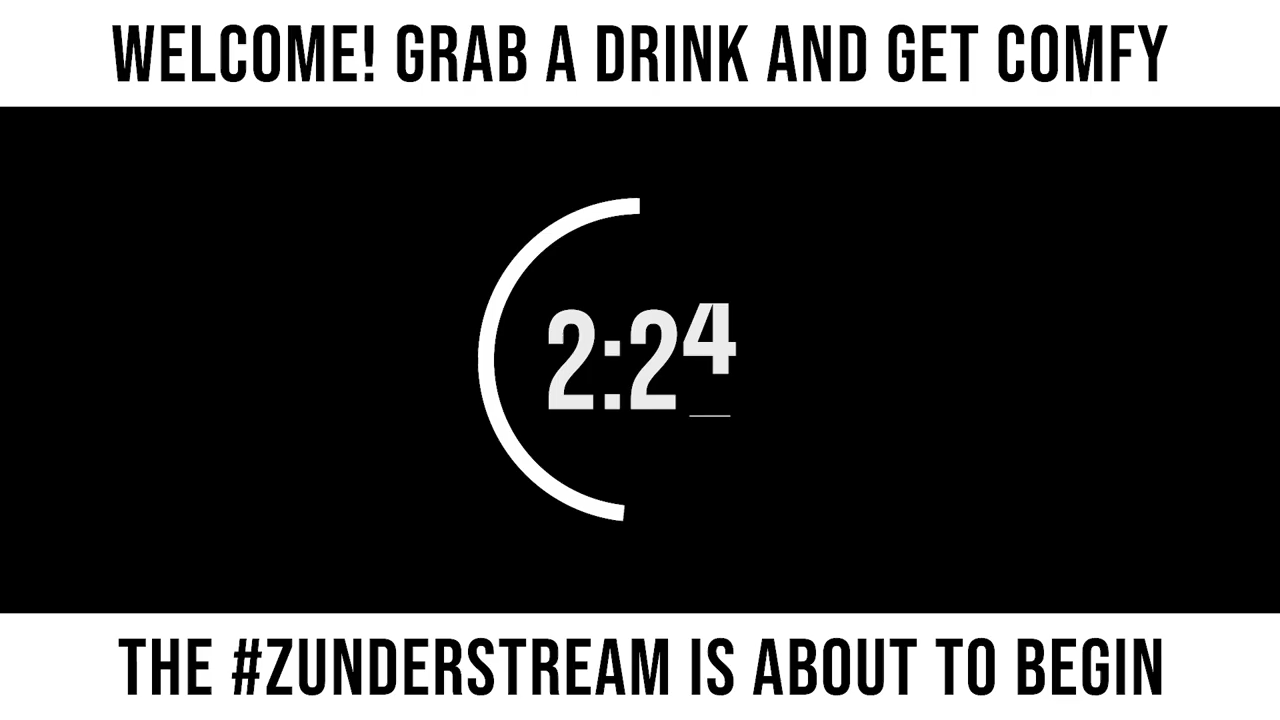 WELCOME! GRAB A DRINK AND GET COMFY
2:24
THE #ZUNDERSTREAM IS ABOUT TO BEGIN